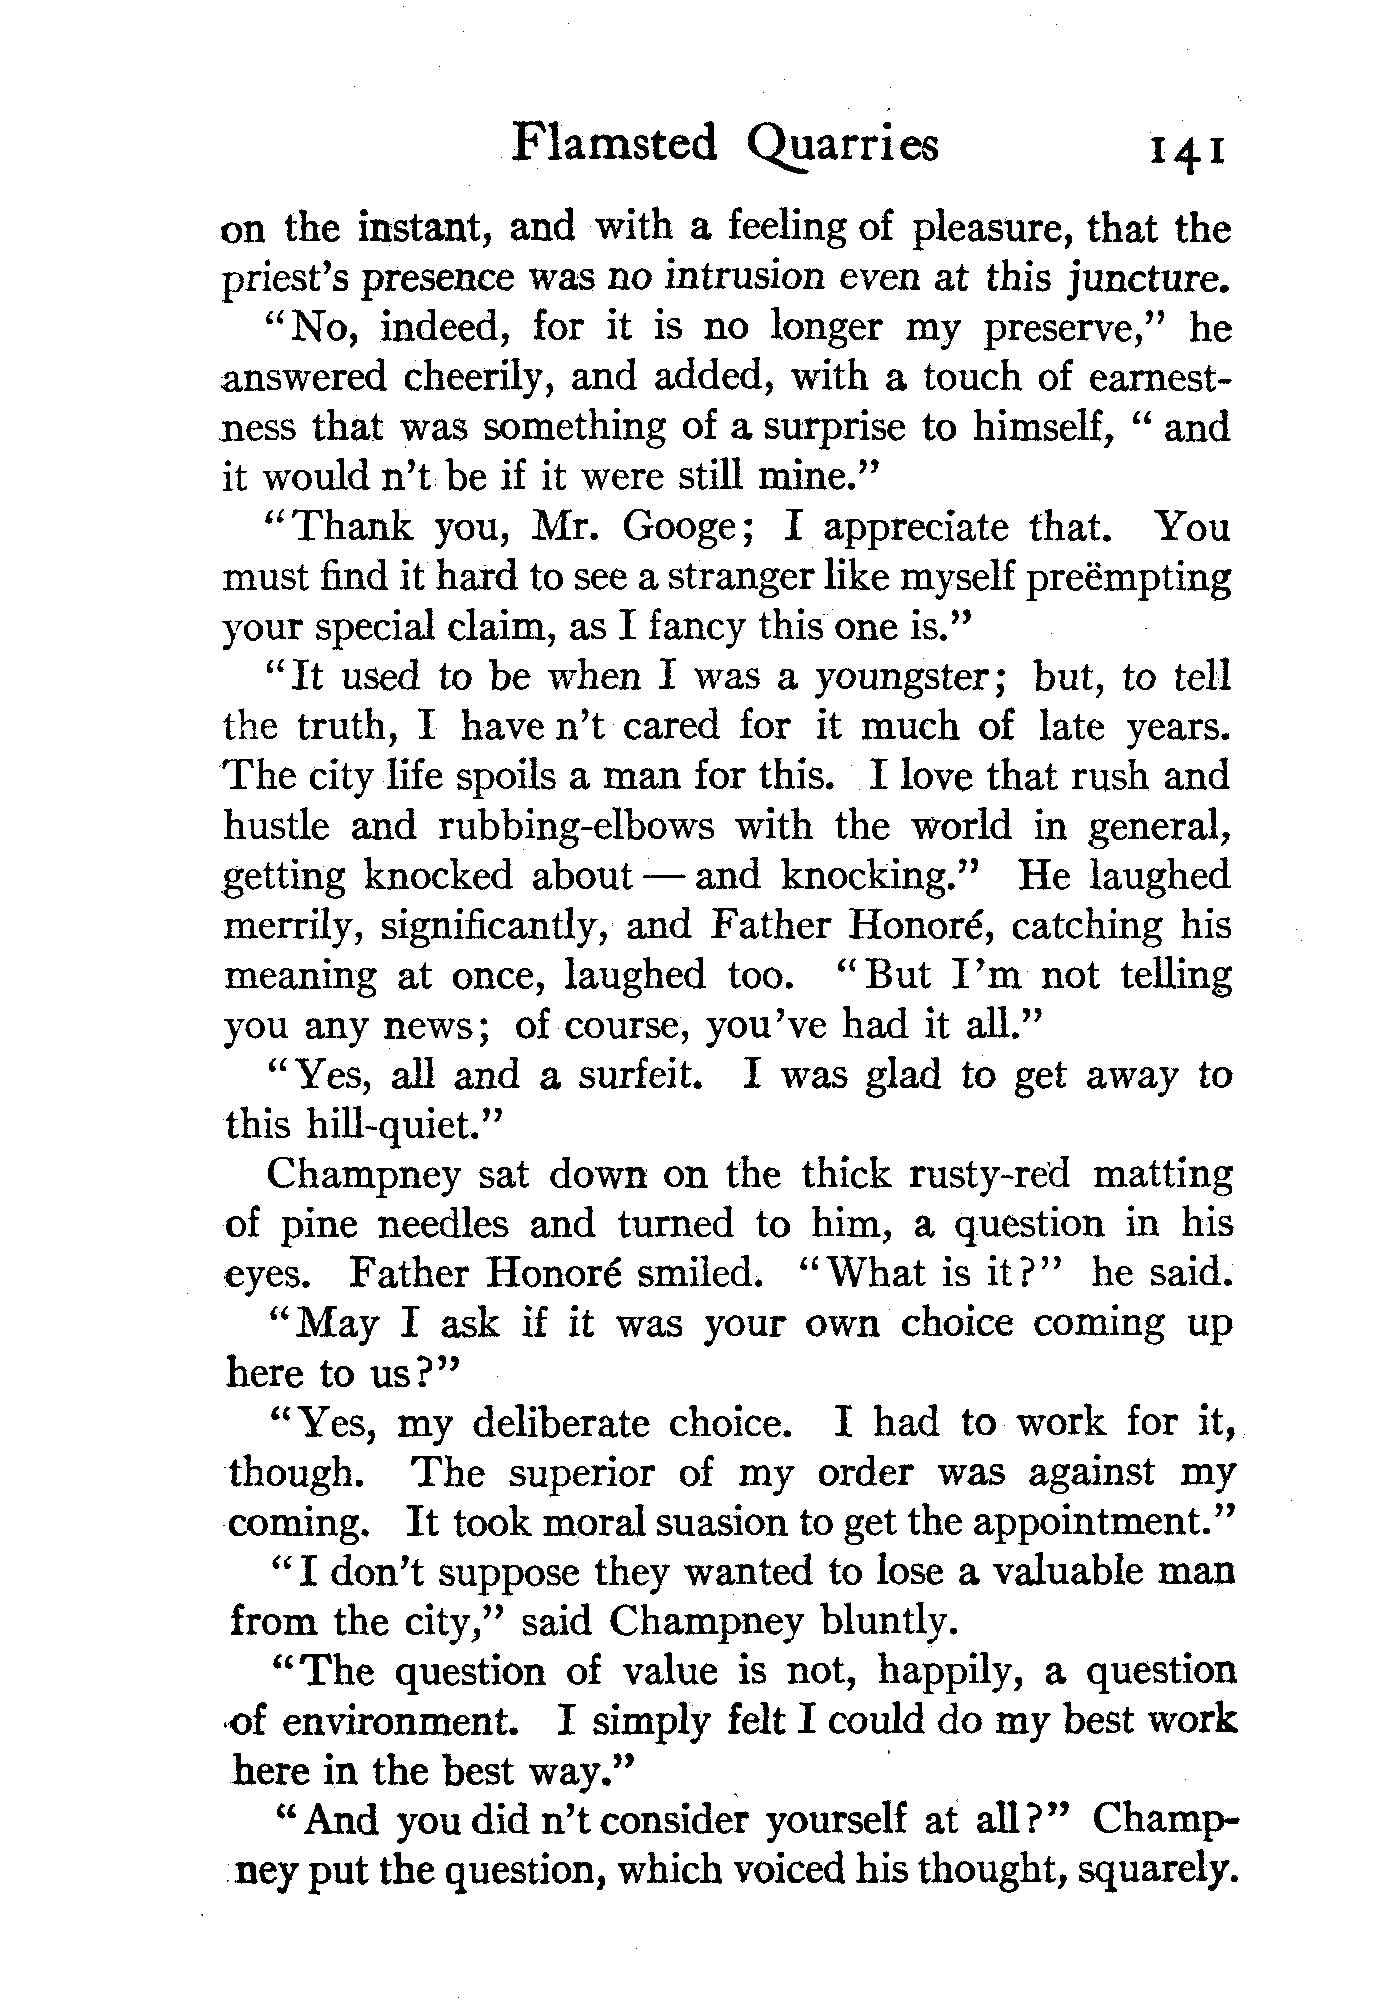 Flamsted Quarries 141
on the instant, and with a feeling of pleasure, that the
priest's presence was no intrusion even at this juncture.
"No, indeed, for it is no longer my preserve," he
answered cheerily, and added, with a touch of earnest-
ness that was something of a surprise to himself, "and
it would n't be if it were still mine."
"Thank you, Mr. Googe; I appreciate that. You
must find it hard to see a stranger like myself preëmpting
your special claim, as I fancy this one is."
"It used to be when I was a youngster; but, to tell
the truth, I have n't cared for it much of late years.
The city life spoils a man for this. I love that rush and
hustle and rubbing-elbows with the world in general,
getting knocked about — and knocking." He laughed
merrily, significantly, and Father Honoré, catching his
meaning at once, laughed too. "But I'm not telling
you any news; of course, you've had it all."
"Yes, all and a surfeit. I was glad to get away to
this hill-quiet."
Champney sat down on the thick rusty-red matting
of pine needles and turned to him, a question in his
eyes. Father Honoré smiled. "What is it?" he said.
"May I ask if it was your own choice coming up
here to us?"
"Yes, my deliberate choice. I had to work for it,
though. The superior of my order was against my
coming. It took moral suasion to get the appointment."
"I don't suppose they wanted to lose a valuable man
from the city," said Champney bluntly.
"The question of value is not, happily, a question
of environment. I simply felt I could do my best work
here in the best way."
"And you did n't consider yourself at all?" Champ-
ney put the question, which voiced his thought, squarely.